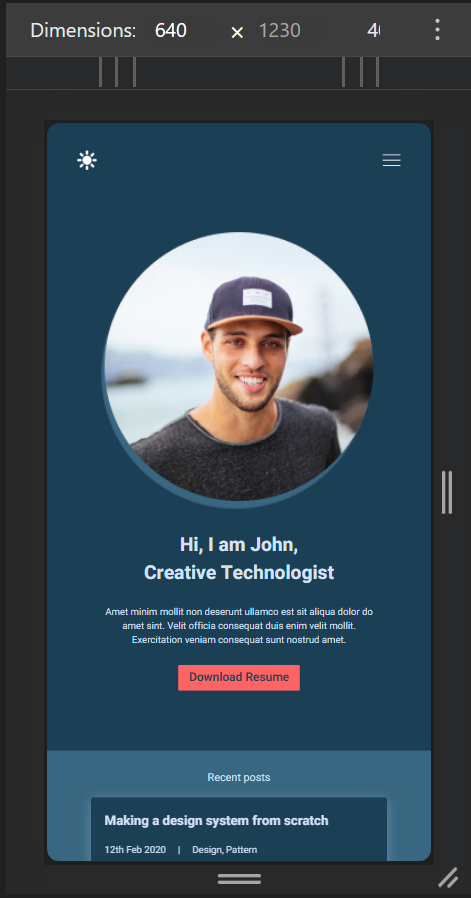 Dimensions: 640 × 1230
Hi, I am John,
Creative Technologist
Amet minim mollit non deserunt ullamco est sit aliqua dolor do
amet sint. Velit officia consequat duis enim velit mollit.
Exercitation veniam consequat sunt nostrud amet.
Download Resume
Recent posts
Making a design system from scratch
12th Feb 2020 | Design, Pattern